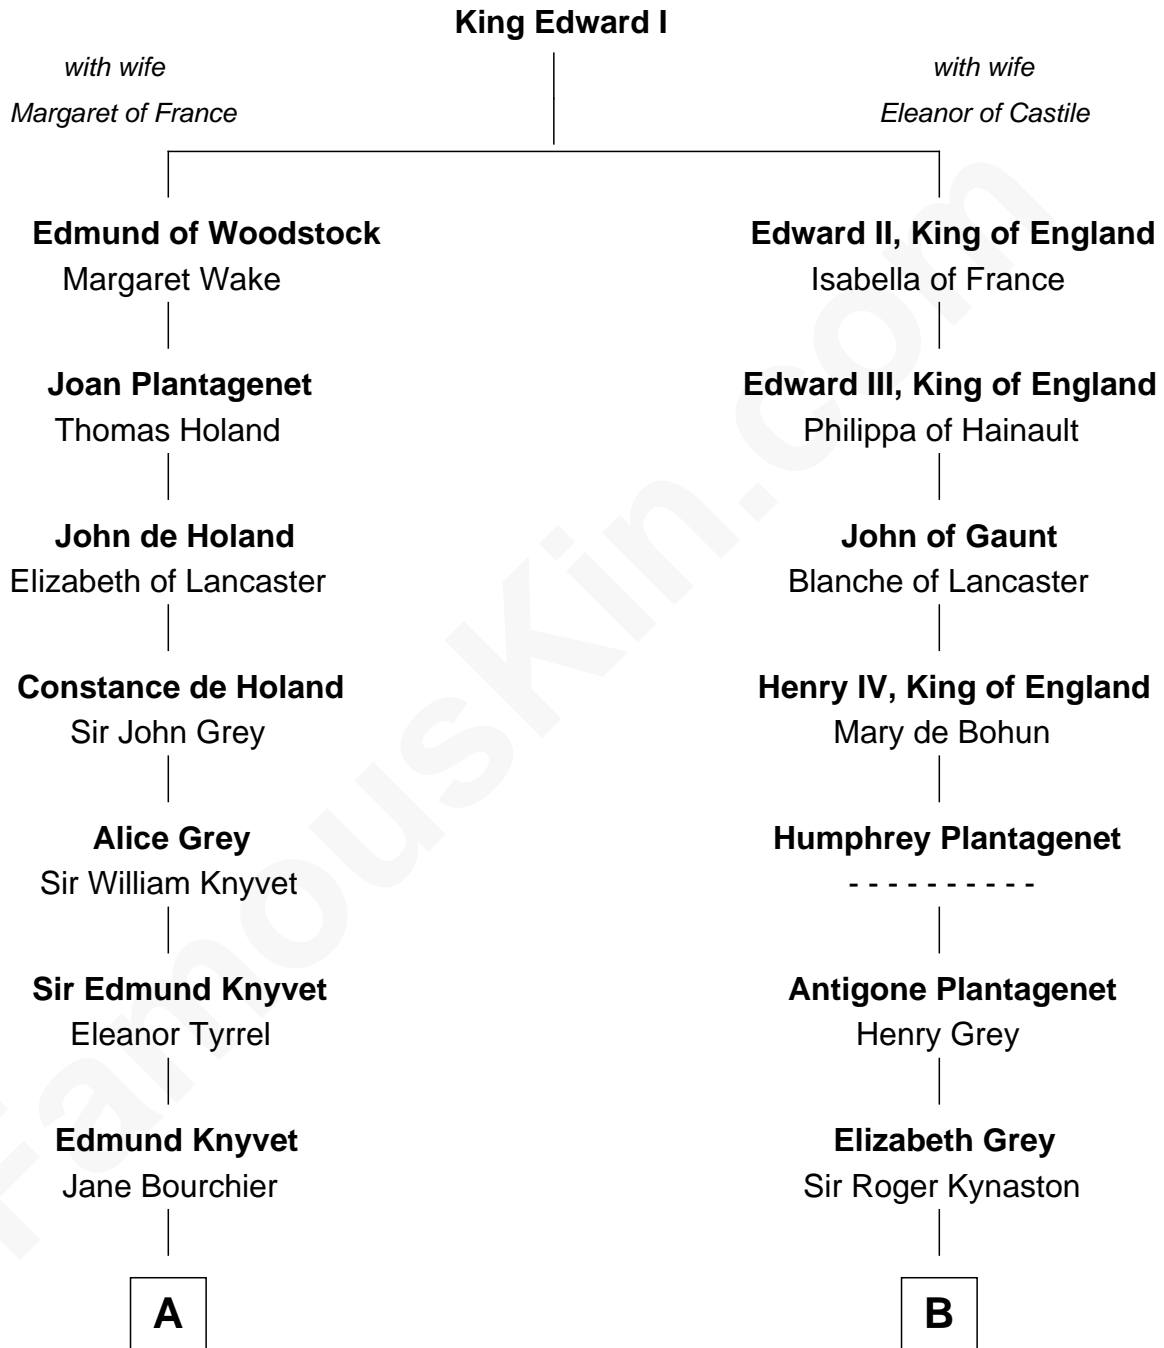 King Edward I
with wife
Margaret of France
with wife
Eleanor of Castile
Edmund of Woodstock
Margaret Wake
Edward II, King of England
Isabella of France
Joan Plantagenet
Thomas Holand
Edward III, King of England
Philippa of Hainault
John de Holand
Elizabeth of Lancaster
John of Gaunt
Blanche of Lancaster
Constance de Holand
Sir John Grey
Henry IV, King of England
Mary de Bohun
Alice Grey
Sir William Knyvet
Humphrey Plantagenet
- - - - - - - - - -
Sir Edmund Knyvet
Eleanor Tyrrel
Antigone Plantagenet
Henry Grey
Edmund Knyvet
Jane Bourchier
Elizabeth Grey
Sir Roger Kynaston
A
B
FamousKin.com